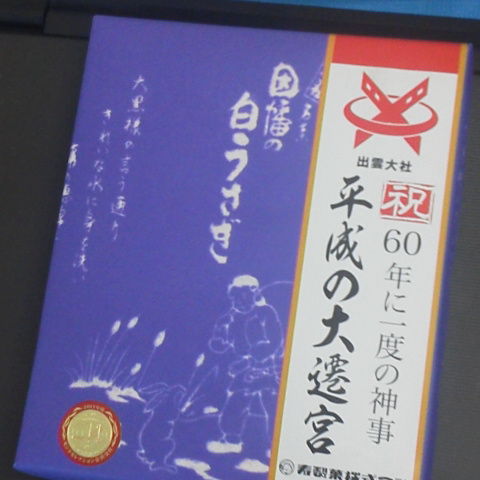 因幡の
白うさぎ
大黒様の言う通り
きれいな水に身を洗い
出雲大社
祝
60年に一度の神事
平成の大遷宮
寿製菓株式会